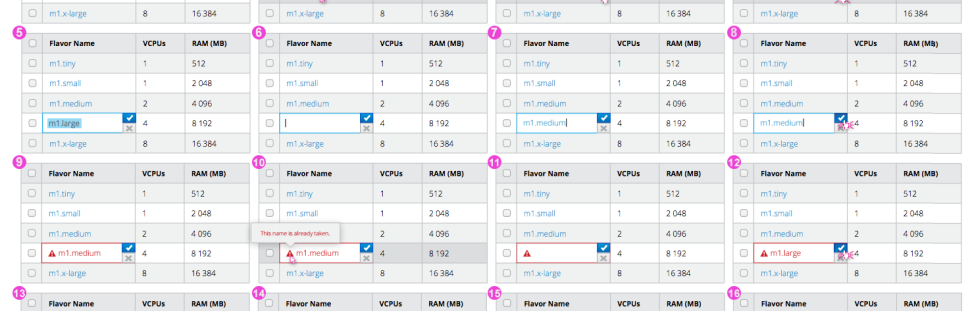 m1.x-large 8 16 384 m1.x-large 8 16 384 m1.x-large 8 16 384 m1.x-large 8 16 384
5 Flavor Name VCPUs RAM (MB) 6 Flavor Name VCPUs RAM (MB) 7 Flavor Name VCPUs RAM (MB) 8 Flavor Name VCPUs RAM (MB)
m1.tiny 1 512 m1.tiny 1 512 m1.tiny 1 512 m1.tiny 1 512
m1.small 1 2 048 m1.small 1 2 048 m1.small 1 2 048 m1.small 1 2 048
m1.medium 2 4 096 m1.medium 2 4 096 m1.medium 2 4 096 m1.medium 2 4 096
m1.large 4 8 192 4 8 192 m1.medium 4 8 192 m1.medium 4 8 192
m1.x-large 8 16 384 m1.x-large 8 16 384 m1.x-large 8 16 384 m1.x-large 8 16 384
9 Flavor Name VCPUs RAM (MB) 10 Flavor Name VCPUs RAM (MB) 11 Flavor Name VCPUs RAM (MB) 12 Flavor Name VCPUs RAM (MB)
m1.tiny 1 512 m1.tiny 1 512 m1.tiny 1 512 m1.tiny 1 512
m1.small 1 2 048 m1.small 1 2 048 m1.small 1 2 048 m1.small 1 2 048
m1.medium 2 4 096 This name is already taken. 2 4 096 m1.medium 2 4 096 m1.medium 2 4 096
m1.medium 4 8 192 m1.medium 4 8 192 4 8 192 m1.large 4 8 192
m1.x-large 8 16 384 m1.x-large 8 16 384 m1.x-large 8 16 384 m1.x-large 8 16 384
13 Flavor Name VCPUs RAM (MB) 14 Flavor Name VCPUs RAM (MB) 15 Flavor Name VCPUs RAM (MB) 16 Flavor Name VCPUs RAM (MB)